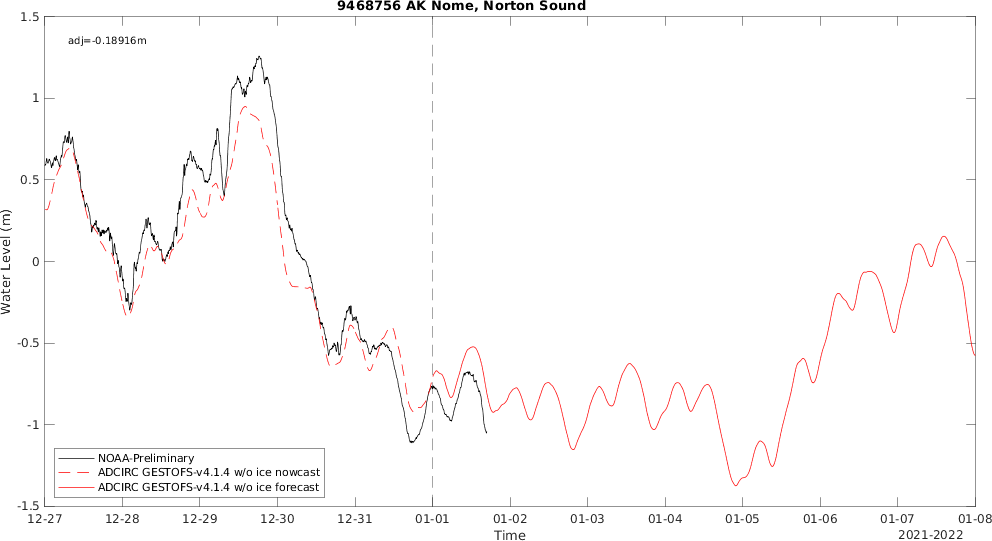 9468756 AK Nome, Norton Sound
adj=-0.18916m
Water Level (m)
1.5
1
0.5
0
-0.5
-1
-1.5
NOAA-Preliminary
ADCIRC GESTOFS-v4.1.4 w/o ice nowcast
ADCIRC GESTOFS-v4.1.4 w/o ice forecast
12-27 12-28 12-29 12-30 12-31 01-01 01-02 01-03 01-04 01-05 01-06 01-07 01-08
Time
2021-2022